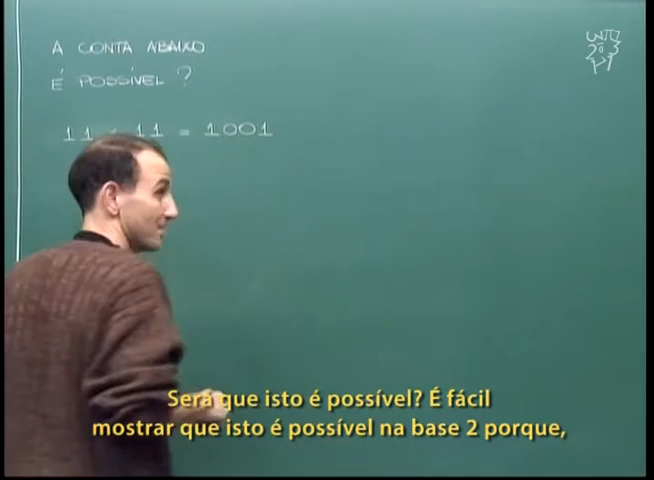 A CONTA ABAIXO
É POSSÍVEL ?
11 · 11 = 1001
Será que isto é possível? É fácil
mostrar que isto é possível na base 2 porque,